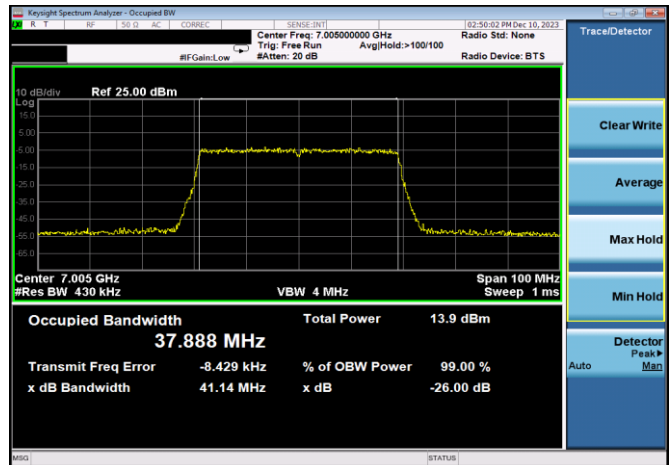 Keysight Spectrum Analyzer - Occupied BW
R T RF 50 Ω AC CORREC SENSE:INT 02:50:02 PM Dec 10, 2023
Center Freq: 7.005000000 GHz Radio Std: None
Trig: Free Run Avg|Hold:>100/100
#IFGain:Low #Atten: 20 dB Radio Device: BTS
10 dB/div Ref 25.00 dBm
Log
15.0
5.00
-5.00
-15.0
-25.0
-35.0
-45.0
-55.0
-65.0
Center 7.005 GHz Span 100 MHz
#Res BW 430 kHz VBW 4 MHz Sweep 1 ms
Occupied Bandwidth Total Power 13.9 dBm
37.888 MHz
Transmit Freq Error -8.429 kHz % of OBW Power 99.00 %
x dB Bandwidth 41.14 MHz x dB -26.00 dB
MSG STATUS
Trace/Detector
Clear Write
Average
Max Hold
Min Hold
Detector
Peak▶
Auto Man